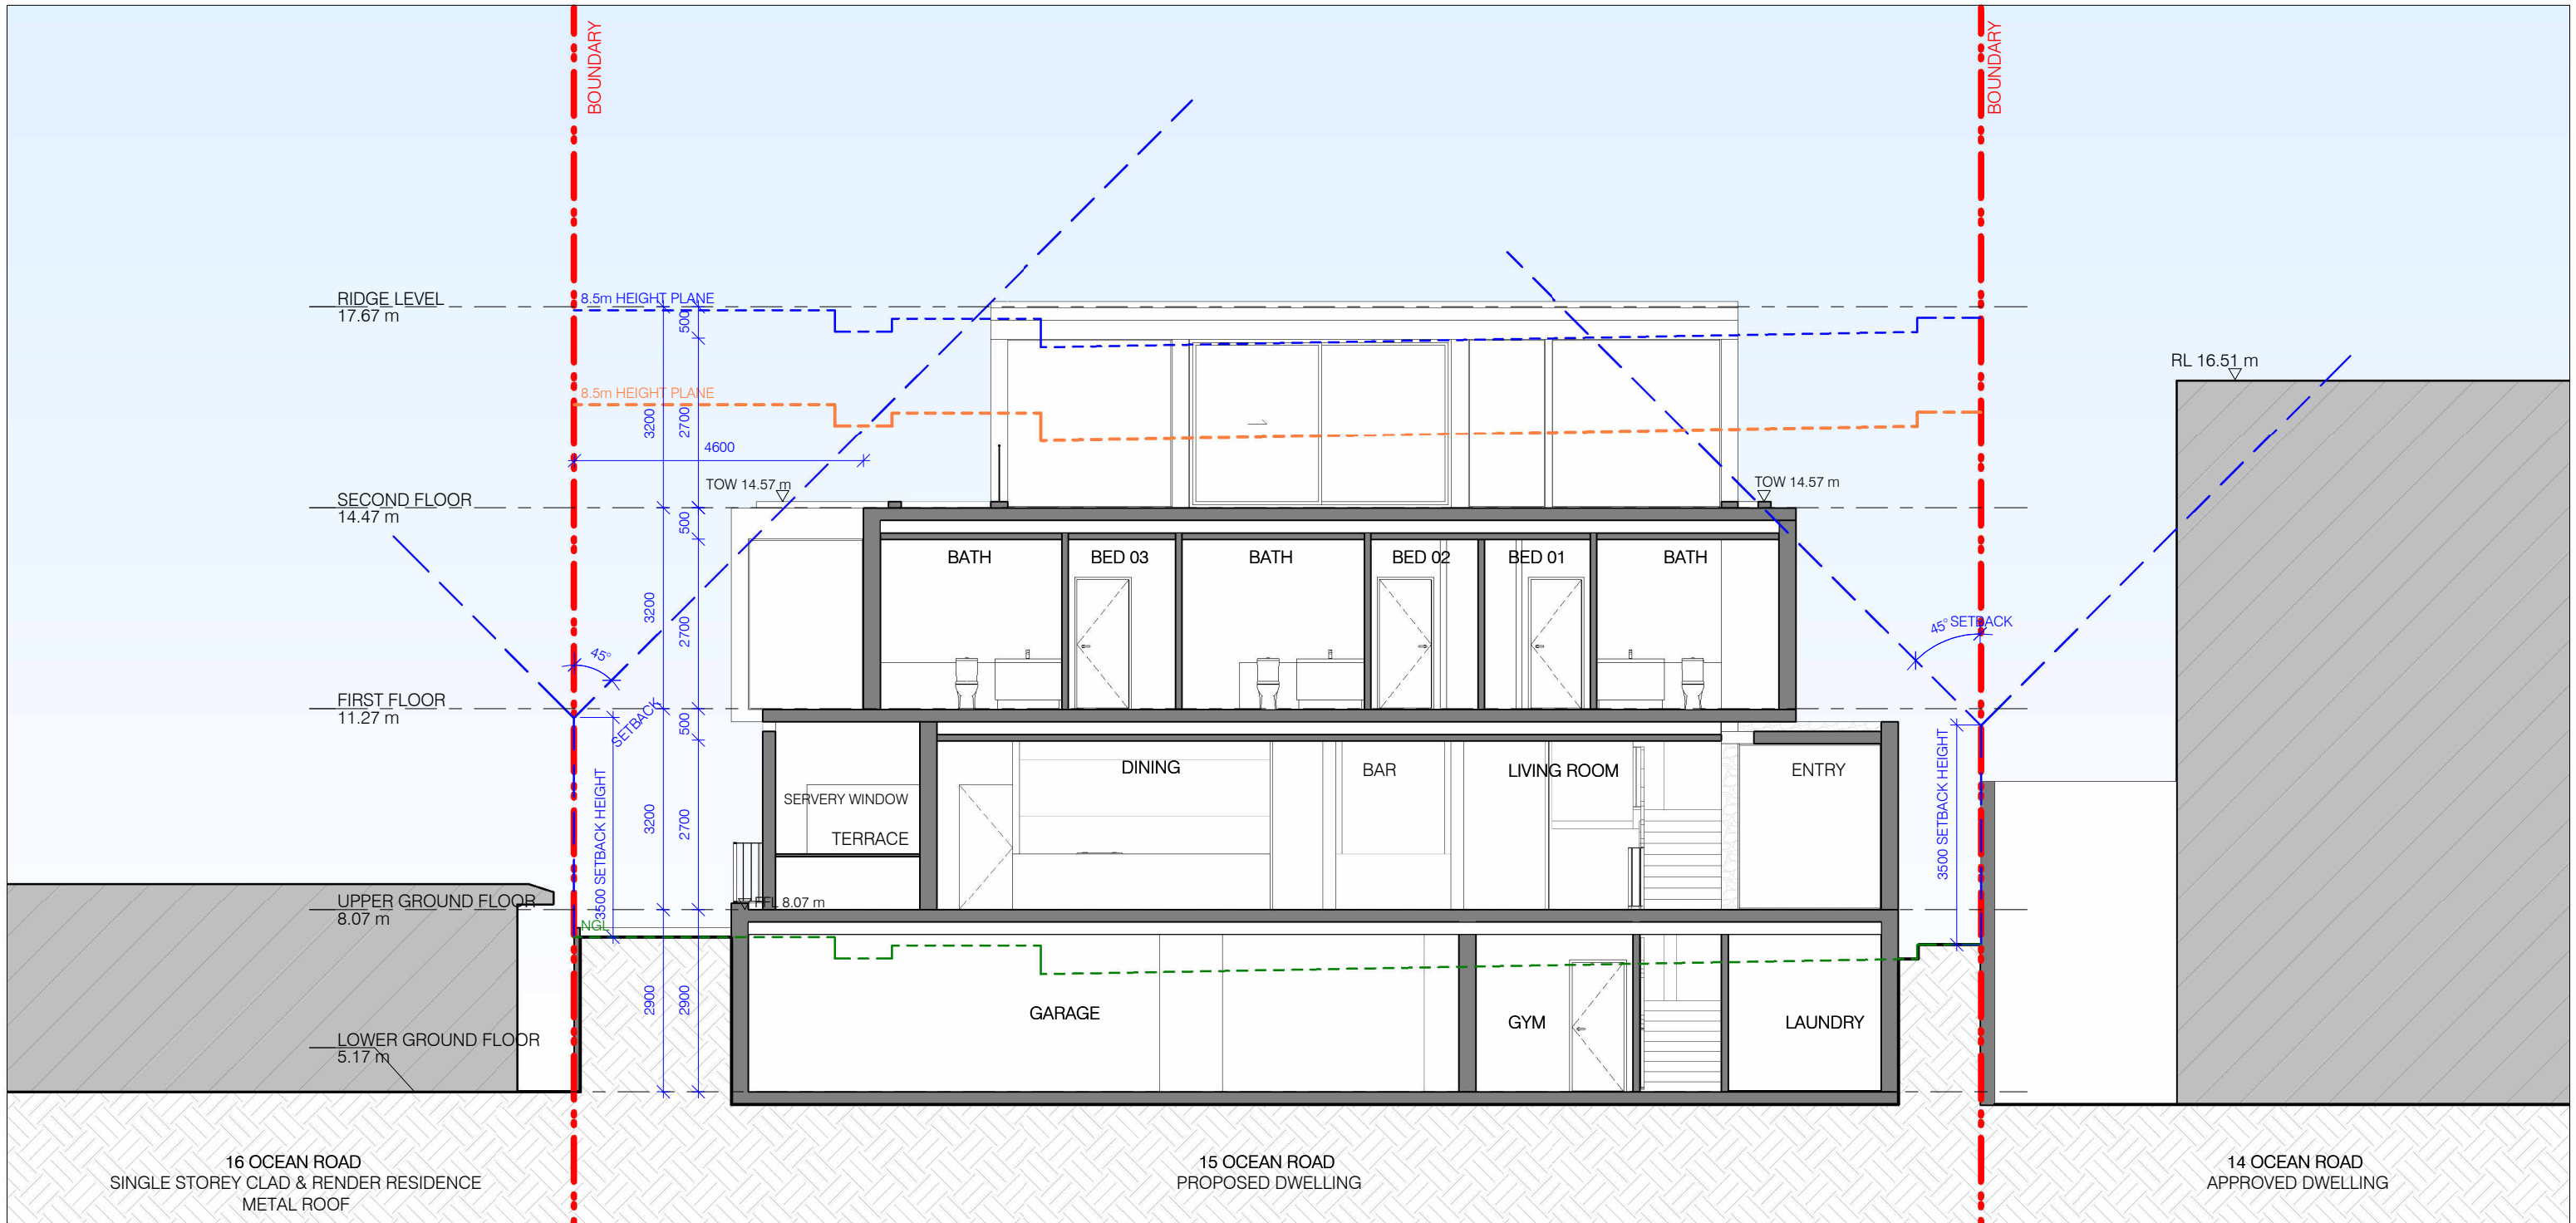 BOUNDARY
BOUNDARY
RIDGE LEVEL
17.67 m
8.5m HEIGHT PLANE
500
RL 16.51 m
8.5m HEIGHT PLANE
3200
2700
4600
TOW 14.57 m
TOW 14.57 m
SECOND FLOOR
14.47 m
500
BATH
BED 03
BATH
BED 02
BED 01
BATH
3200
2700
45°
45°
SETBACK
FIRST FLOOR
11.27 m
SETBACK
500
DINING
BAR
LIVING ROOM
ENTRY
3500 SETBACK HEIGHT
3200
2700
SERVERY WINDOW
TERRACE
3500 SETBACK HEIGHT
UPPER GROUND FLOOR
8.07 m
FFL 8.07 m
NGL
2900
2900
GARAGE
GYM
LAUNDRY
LOWER GROUND FLOOR
5.17 m
16 OCEAN ROAD
SINGLE STOREY CLAD & RENDER RESIDENCE
METAL ROOF
15 OCEAN ROAD
PROPOSED DWELLING
14 OCEAN ROAD
APPROVED DWELLING